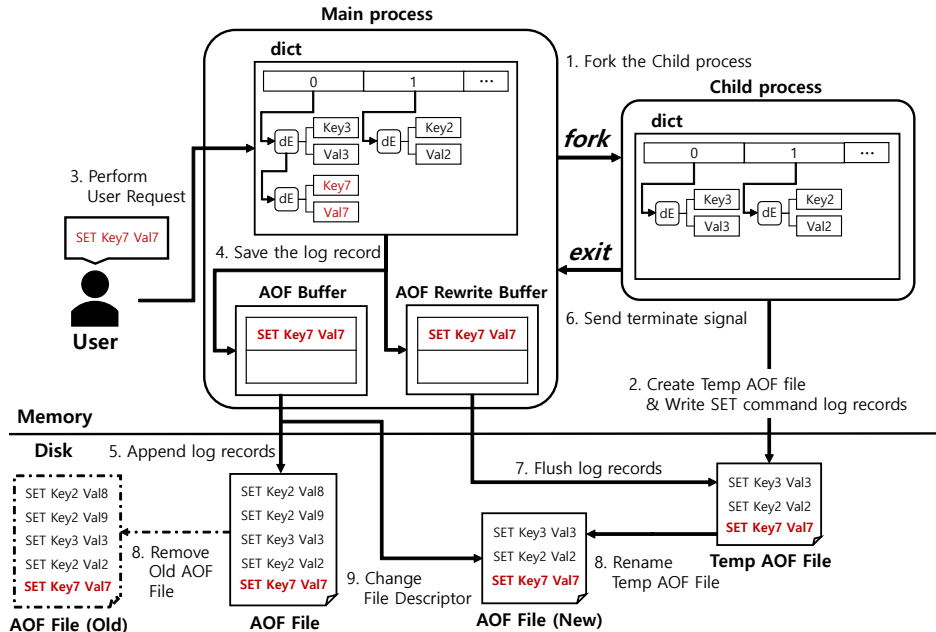 Main process
dict
0
1
...
dE
Key3
Val3
dE
Key2
Val2
dE
Key7
Val7
1. Fork the Child process
Child process
dict
0
1
...
dE
Key3
Val3
dE
Key2
Val2
fork
exit
3. Perform
User Request
SET Key7 Val7
User
4. Save the log record
AOF Buffer
SET Key7 Val7
AOF Rewrite Buffer
SET Key7 Val7
6. Send terminate signal
2. Create Temp AOF file
& Write SET command log records
Memory
Disk
5. Append log records
7. Flush log records
SET Key2 Val8
SET Key2 Val9
SET Key3 Val3
SET Key2 Val2
SET Key7 Val7
AOF File (Old)
8. Remove
Old AOF
File
SET Key2 Val8
SET Key2 Val9
SET Key3 Val3
SET Key2 Val2
SET Key7 Val7
AOF File
9. Change
File Descriptor
SET Key3 Val3
SET Key2 Val2
SET Key7 Val7
AOF File (New)
8. Rename
Temp AOF File
SET Key3 Val3
SET Key2 Val2
SET Key7 Val7
Temp AOF File